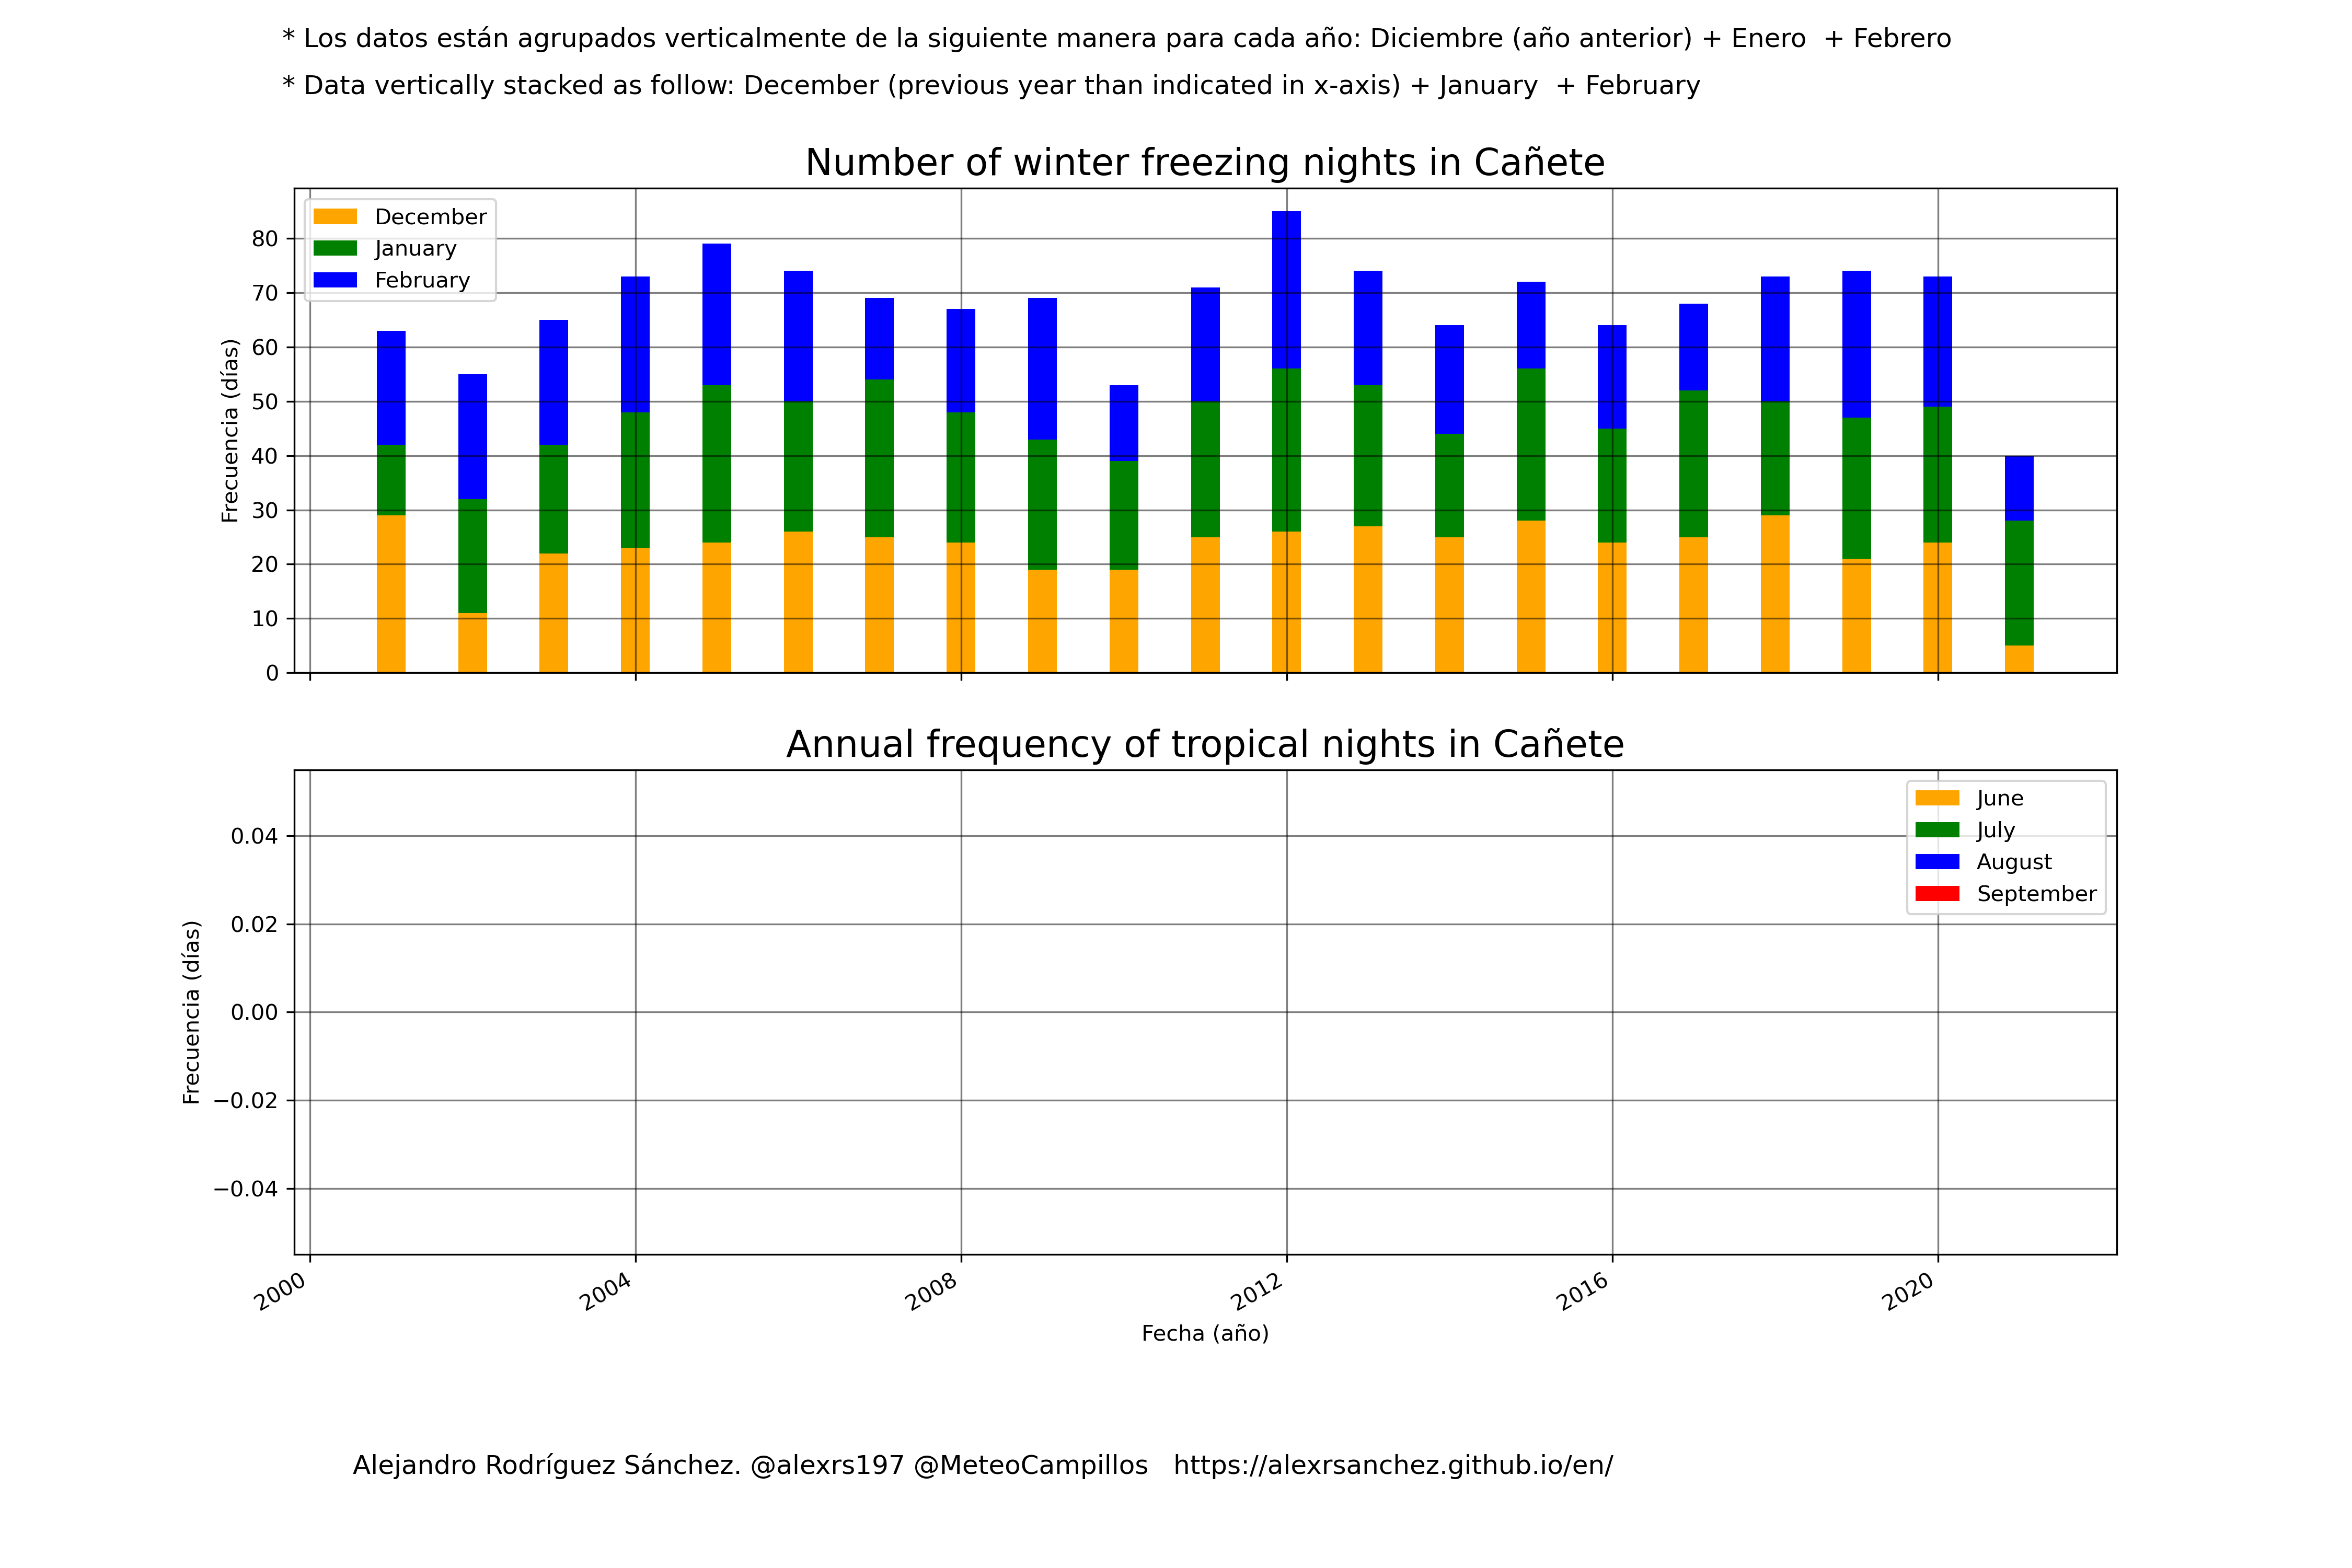 * Los datos están agrupados verticalmente de la siguiente manera para cada año: Diciembre (año anterior) + Enero  + Febrero
* Data vertically stacked as follow: December (previous year than indicated in x-axis) + January  + February
Number of winter freezing nights in Cañete
December
January
February
80
70
60
50
40
30
20
10
0
Frecuencia (días)
Annual frequency of tropical nights in Cañete
June
July
August
September
0.04
0.02
0.00
−0.02
−0.04
Frecuencia (días)
2000
2004
2008
2012
2016
2020
Fecha (año)
Alejandro Rodríguez Sánchez. @alexrs197 @MeteoCampillos   https://alexrsanchez.github.io/en/